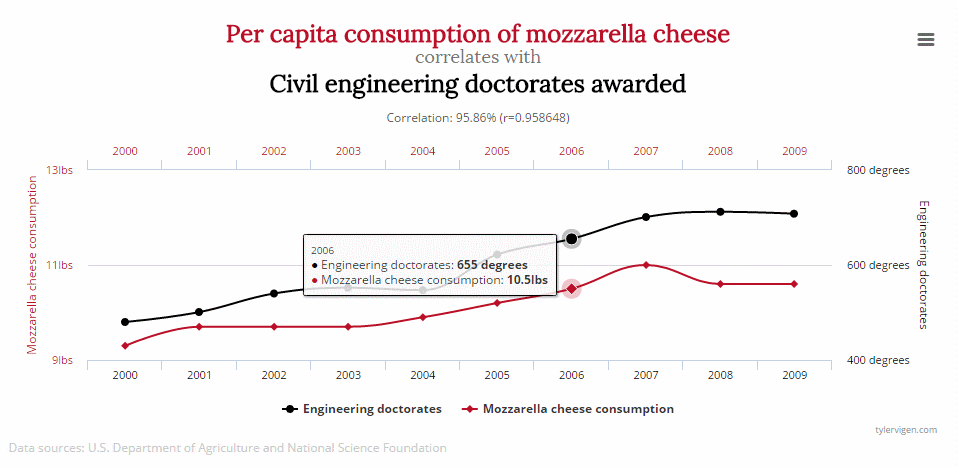 Per capita consumption of mozzarella cheese
correlates with
Civil engineering doctorates awarded
Correlation: 95.86% (r=0.958648)
2000 2001 2002 2003 2004 2005 2006 2007 2008 2009
13lbs 800 degrees
Mozzarella cheese consumption
Engineering doctorates
2006
● Engineering doctorates: 655 degrees
● Mozzarella cheese consumption: 10.5lbs
11lbs 600 degrees
9lbs 400 degrees
2000 2001 2002 2003 2004 2005 2006 2007 2008 2009
Engineering doctorates Mozzarella cheese consumption
tylervigen.com
Data sources: U.S. Department of Agriculture and National Science Foundation